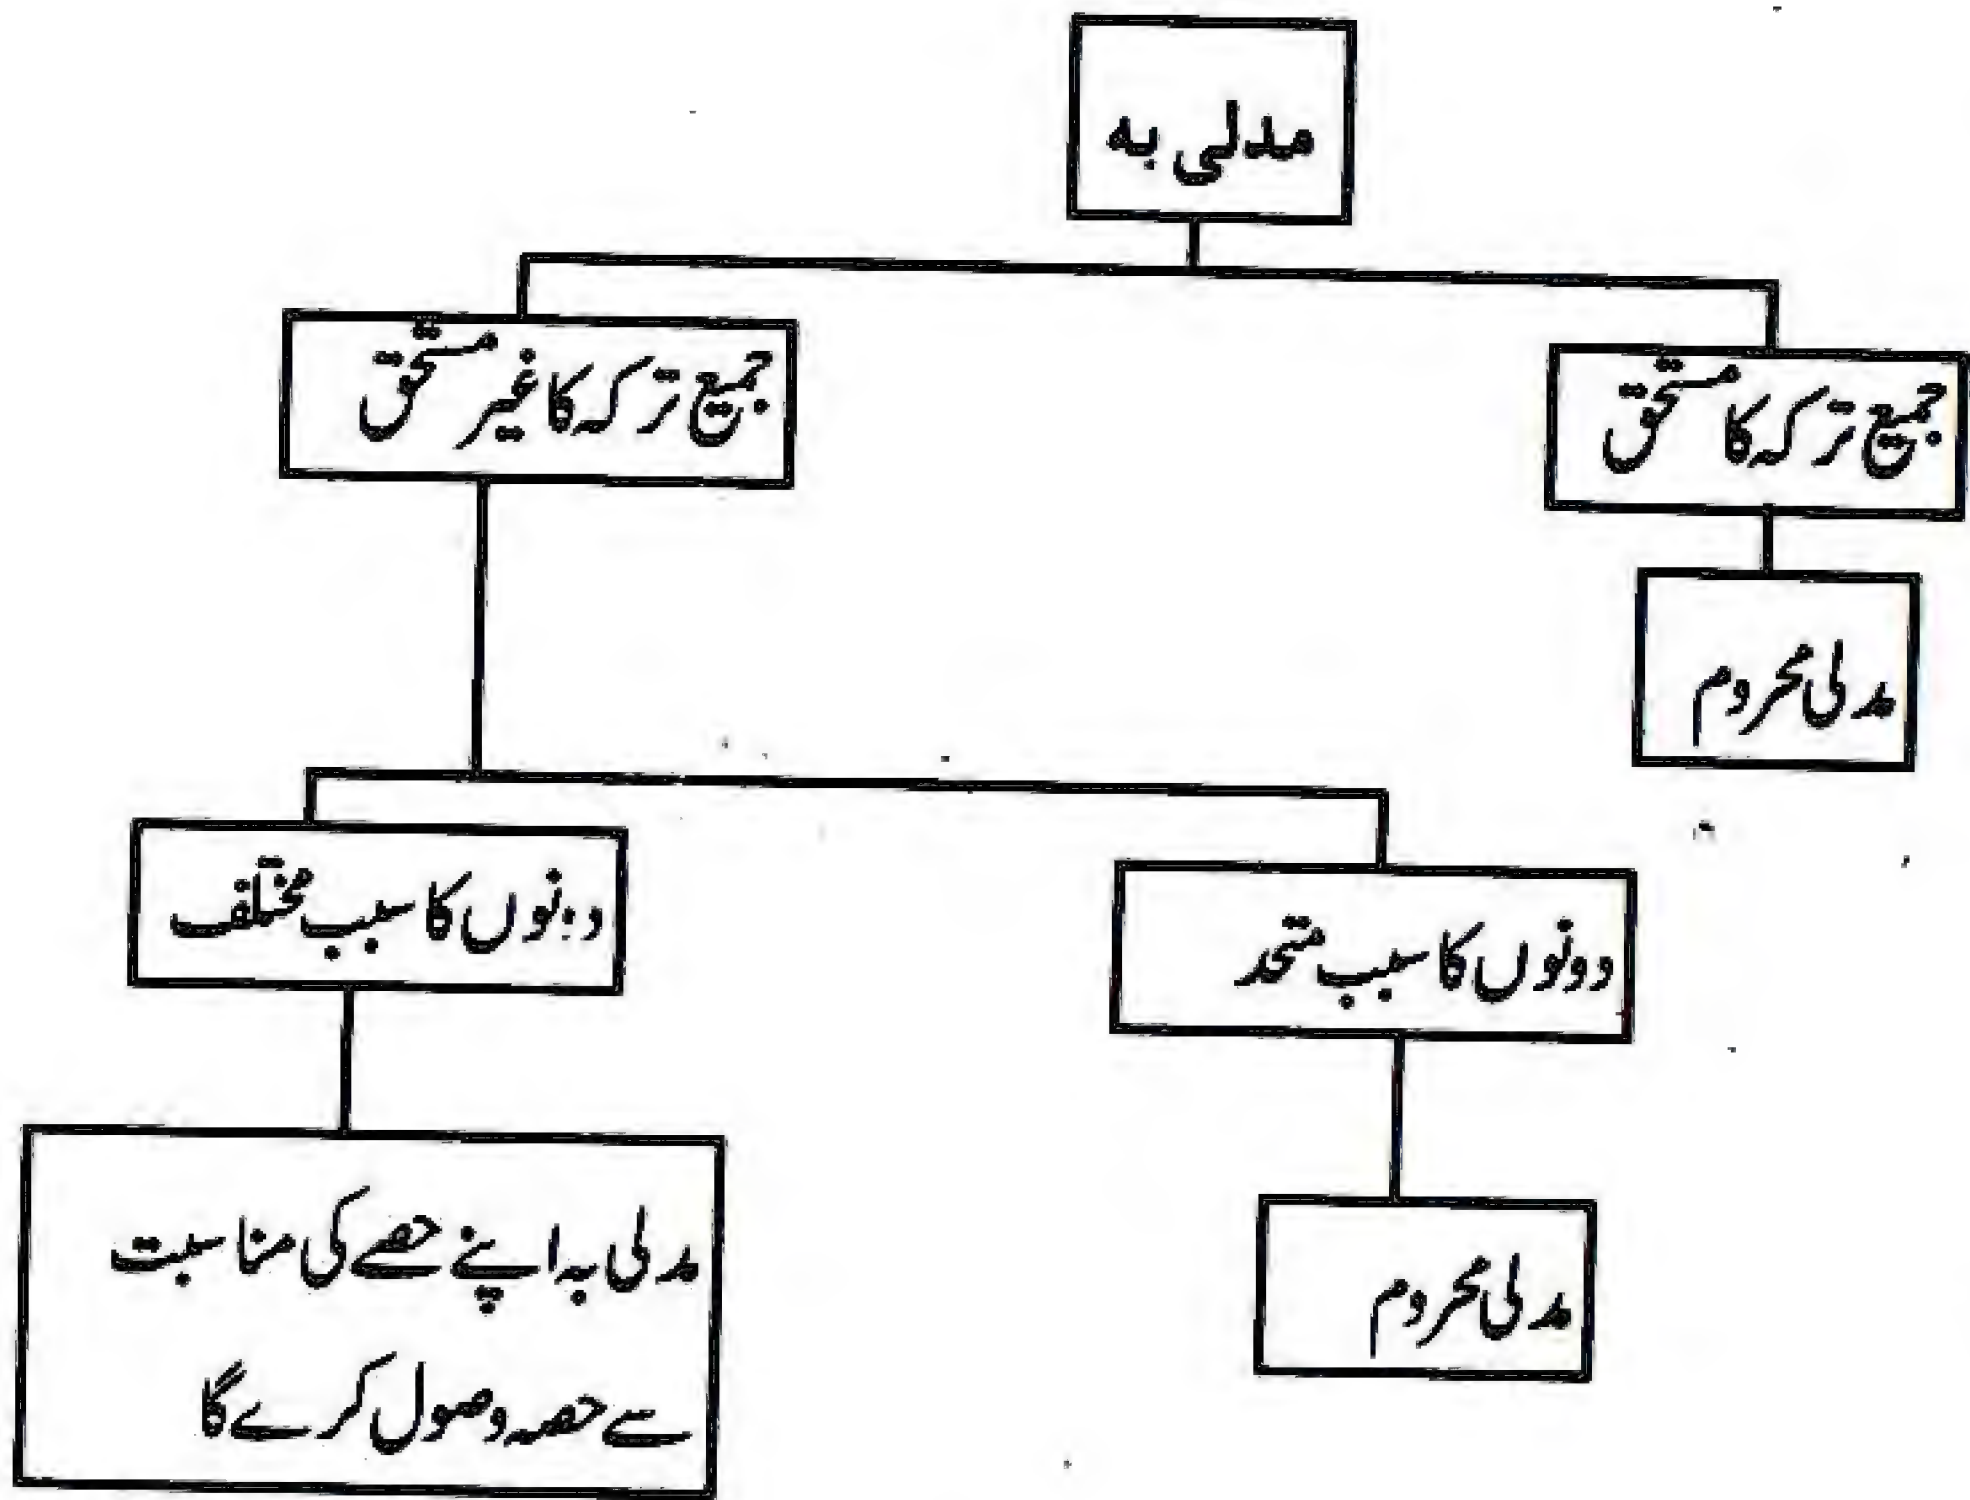 مدلی به
جمیع ترکہ کا مستحق
جمیع ترکہ کا غیر مستحق
مدلی محروم
دونوں کا سبب متحد
دونوں کا سبب مختلف
مدلی محروم
مدلی بہ اپنے حصے کی مناسبت
سے حصہ وصول کرے گا